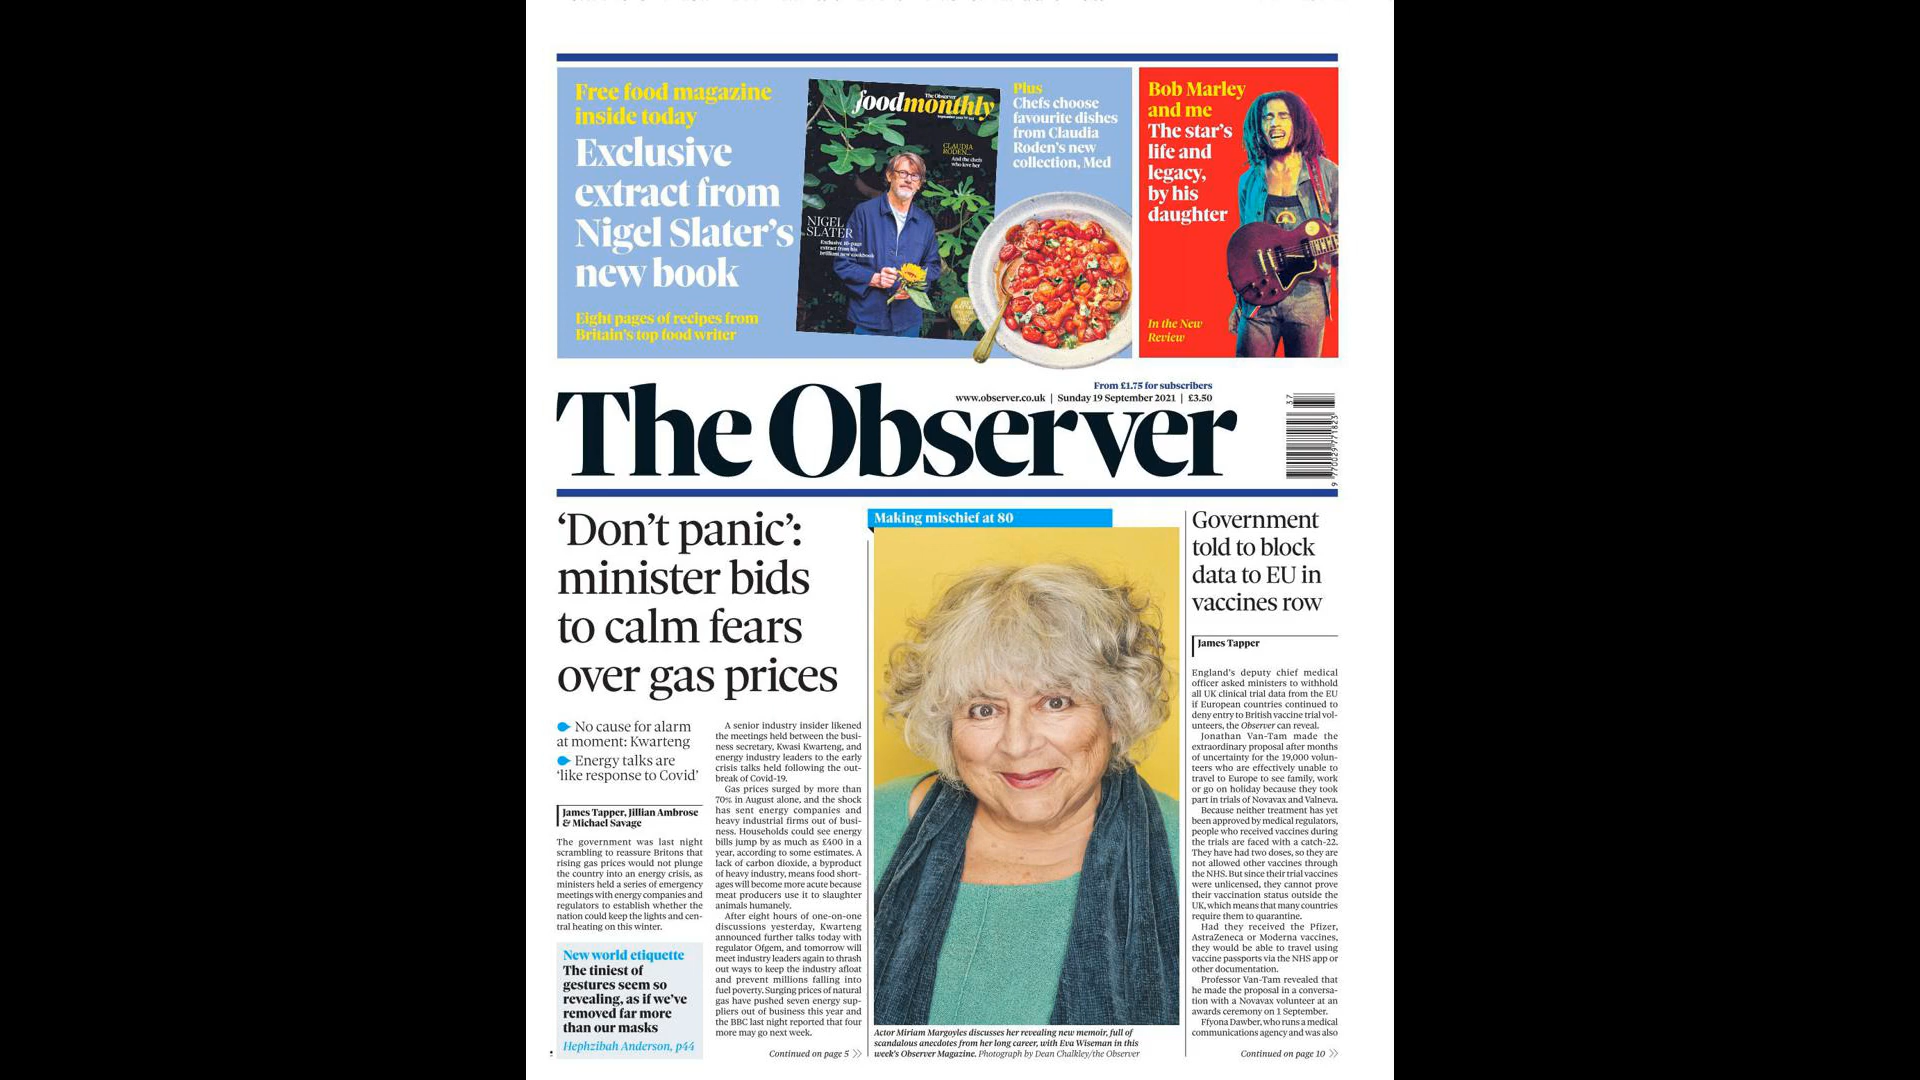 Free food magazine
inside today
Exclusive
extract from
Nigel Slater’s
new book
Eight pages of recipes from
Britain’s top food writer
The Observer
foodmonthly
CLAUDIA
RODEN...
And the chefs
who love her
NIGEL
SLATER
Exclusive 16-page
extract from his
brilliant new cookbook
Plus
Chefs choose
favourite dishes
from Claudia
Roden’s new
collection, Med
Bob Marley
and me
The star’s
life and
legacy,
by his
daughter
In the New
Review
From £1.75 for subscribers
www.observer.co.uk | Sunday 19 September 2021 | £3.50
The Observer
37
9 770029 771823
‘Don’t panic’:
minister bids
to calm fears
over gas prices
No cause for alarm
at moment: Kwarteng
Energy talks are
‘like response to Covid’
James Tapper, Jillian Ambrose
& Michael Savage
The government was last night
scrambling to reassure Britons that
rising gas prices would not plunge
the country into an energy crisis, as
ministers held a series of emergency
meetings with energy companies and
regulators to establish whether the
nation could keep the lights and cen-
tral heating on this winter.
New world etiquette
The tiniest of
gestures seem so
revealing, as if we’ve
removed far more
than our masks
Hephzibah Anderson, p44
A senior industry insider likened
the meetings held between the busi-
ness secretary, Kwasi Kwarteng, and
energy industry leaders to the early
crisis talks held following the out-
break of Covid-19.
Gas prices surged by more than
70% in August alone, and the shock
has sent energy companies and
heavy industrial firms out of busi-
ness. Households could see energy
bills jump by as much as £400 in a
year, according to some estimates. A
lack of carbon dioxide, a byproduct
of heavy industry, means food short-
ages will become more acute because
meat producers use it to slaughter
animals humanely.
After eight hours of one-on-one
discussions yesterday, Kwarteng
announced further talks today with
regulator Ofgem, and tomorrow will
meet industry leaders again to thrash
out ways to keep the industry afloat
and prevent millions falling into
fuel poverty. Surging prices of natural
gas have pushed seven energy sup-
pliers out of business this year and
the BBC last night reported that four
more may go next week.
Continued on page 5
Making mischief at 80
Actor Miriam Margoyles discusses her revealing new memoir, full of
scandalous anecdotes from her long career, with Eva Wiseman in this
week’s Observer Magazine. Photograph by Dean Chalkley/the Observer
Government
told to block
data to EU in
vaccines row
James Tapper
England’s deputy chief medical
officer asked ministers to withhold
all UK clinical trial data from the EU
if European countries continued to
deny entry to British vaccine trial vol-
unteers, the Observer can reveal.
Jonathan Van-Tam made the
extraordinary proposal after months
of uncertainty for the 19,000 volun-
teers who are effectively unable to
travel to Europe to see family, work
or go on holiday because they took
part in trials of Novavax and Valneva.
Because neither treatment has yet
been approved by medical regulators,
people who received vaccines during
the trials are faced with a catch-22.
They have had two doses, so they are
not allowed other vaccines through
the NHS. But since their trial vaccines
were unlicensed, they cannot prove
their vaccination status outside the
UK, which means that many countries
require them to quarantine.
Had they received the Pfizer,
AstraZeneca or Moderna vaccines,
they would be able to travel using
vaccine passports via the NHS app or
other documentation.
Professor Van-Tam revealed that
he made the proposal in a conversa-
tion with a Novavax volunteer at an
awards ceremony on 1 September.
Ffyona Dawber, who runs a medical
communications agency and was also
Continued on page 10